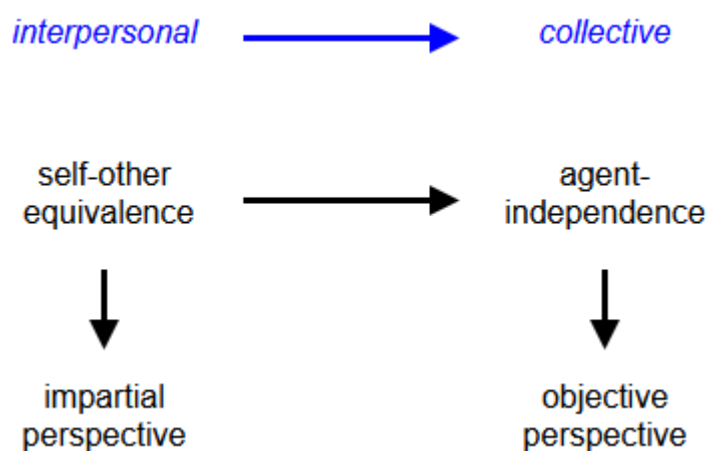 interpersonal
collective
self-other
equivalence
agent-
independence
impartial
perspective
objective
perspective